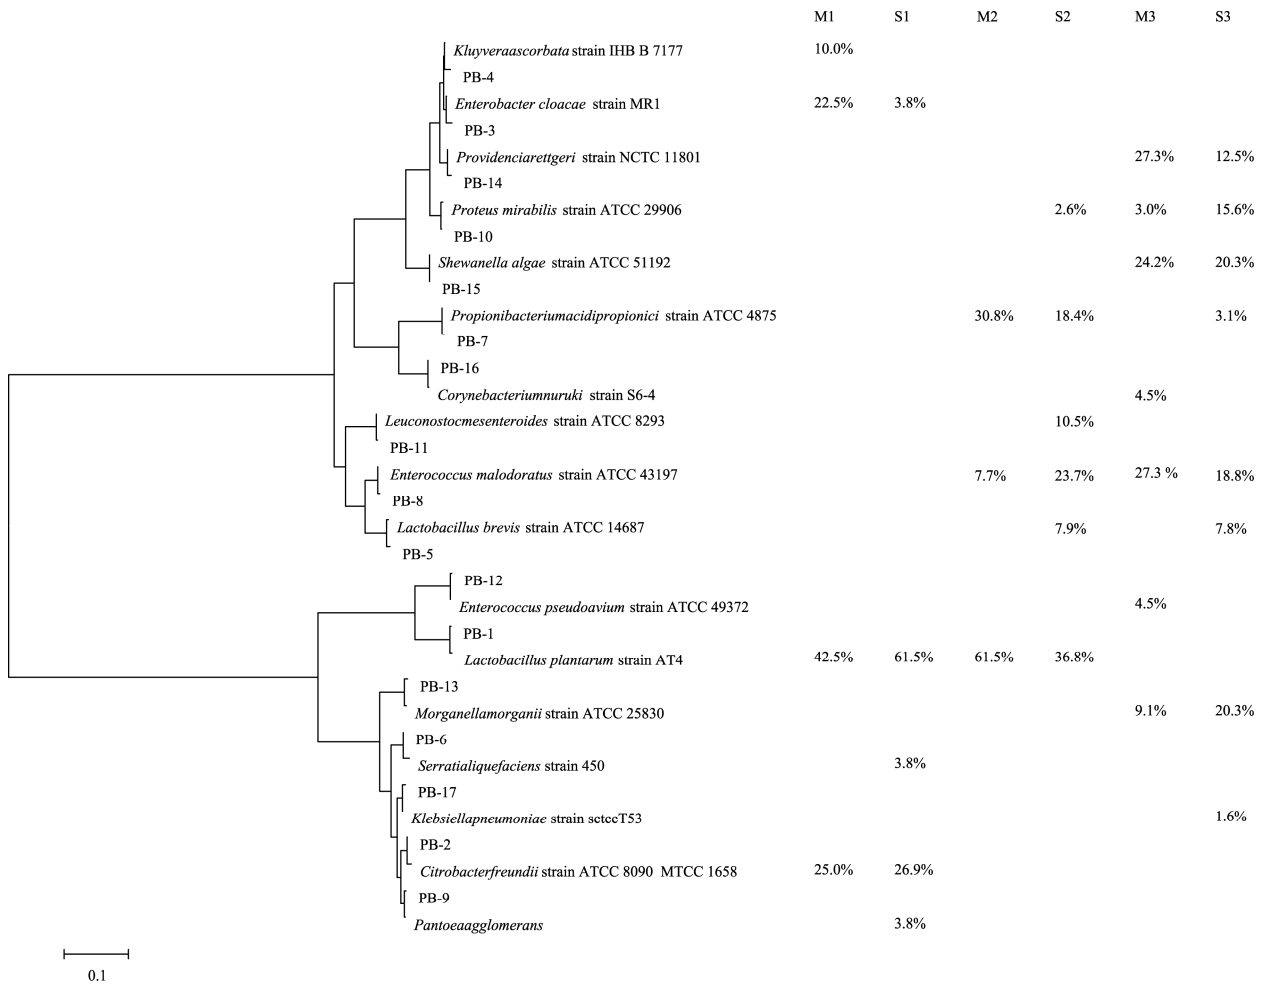 M1 S1 M2 S2 M3 S3
Kluyveraascorbata strain IHB B 7177 10.0%
PB-4
Enterobacter cloacae strain MR1 22.5% 3.8%
PB-3
Providenciarettgeri strain NCTC 11801 27.3% 12.5%
PB-14
Proteus mirabilis strain ATCC 29906 2.6% 3.0% 15.6%
PB-10
Shewanella algae strain ATCC 51192 24.2% 20.3%
PB-15
Propionibacteriumacidipropionici strain ATCC 4875 30.8% 18.4% 3.1%
PB-7
PB-16
Corynebacteriumnuruki strain S6-4 4.5%
Leuconostocmesenteroides strain ATCC 8293 10.5%
PB-11
Enterococcus malodoratus strain ATCC 43197 7.7% 23.7% 27.3 % 18.8%
PB-8
Lactobacillus brevis strain ATCC 14687 7.9% 7.8%
PB-5
PB-12
Enterococcus pseudoavium strain ATCC 49372 4.5%
PB-1
Lactobacillus plantarum strain AT4 42.5% 61.5% 61.5% 36.8%
PB-13
Morganellamorganii strain ATCC 25830 9.1% 20.3%
PB-6
Serratialiquefaciens strain 450 3.8%
PB-17
Klebsiellapneumoniae strain sctccT53 1.6%
PB-2
Citrobacterfreundii strain ATCC 8090 MTCC 1658 25.0% 26.9%
PB-9
Pantoeaagglomerans 3.8%
0.1